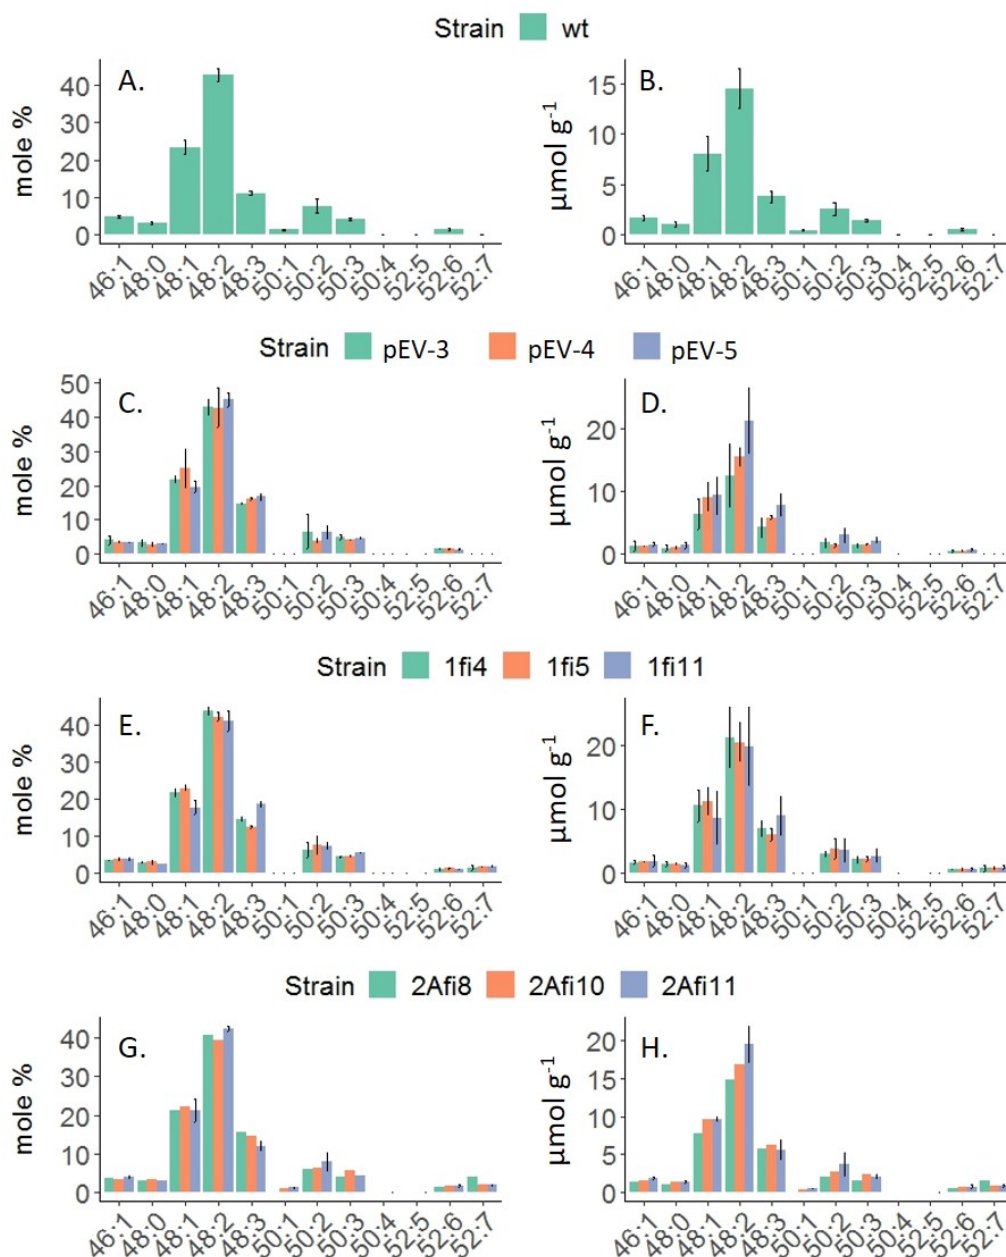 Strain wt
A.
mole %
40
30
20
10
0
46:1 48:0 48:1 48:2 48:3 50:1 50:2 50:3 50:4 52:5 52:6 52:7
B.
µmol g⁻¹
15
10
5
0
46:1 48:0 48:1 48:2 48:3 50:1 50:2 50:3 50:4 52:5 52:6 52:7
Strain pEV-3 pEV-4 pEV-5
C.
mole %
50
40
30
20
10
0
46:1 48:0 48:1 48:2 48:3 50:1 50:2 50:3 50:4 52:6 52:7
D.
µmol g⁻¹
20
10
0
46:1 48:0 48:1 48:2 48:3 50:1 50:2 50:3 50:4 52:5 52:6 52:7
Strain 1fi4 1fi5 1fi11
E.
mole %
40
30
20
10
0
46:1 48:0 48:1 48:2 48:3 50:1 50:2 50:3 50:4 52:5 52:6 52:7
F.
µmol g⁻¹
20
10
0
46:1 48:0 48:1 48:2 48:3 50:1 50:2 50:3 50:4 52:5 52:6 52:7
Strain 2Afi8 2Afi10 2Afi11
G.
mole %
40
30
20
10
0
46:1 48:0 48:1 48:2 48:3 50:1 50:2 50:3 50:4 52:5 52:6 52:7
H.
µmol g⁻¹
20
15
10
5
0
46:1 48:0 48:1 48:2 48:3 50:1 50:2 50:3 50:4 52:5 52:6 52:7